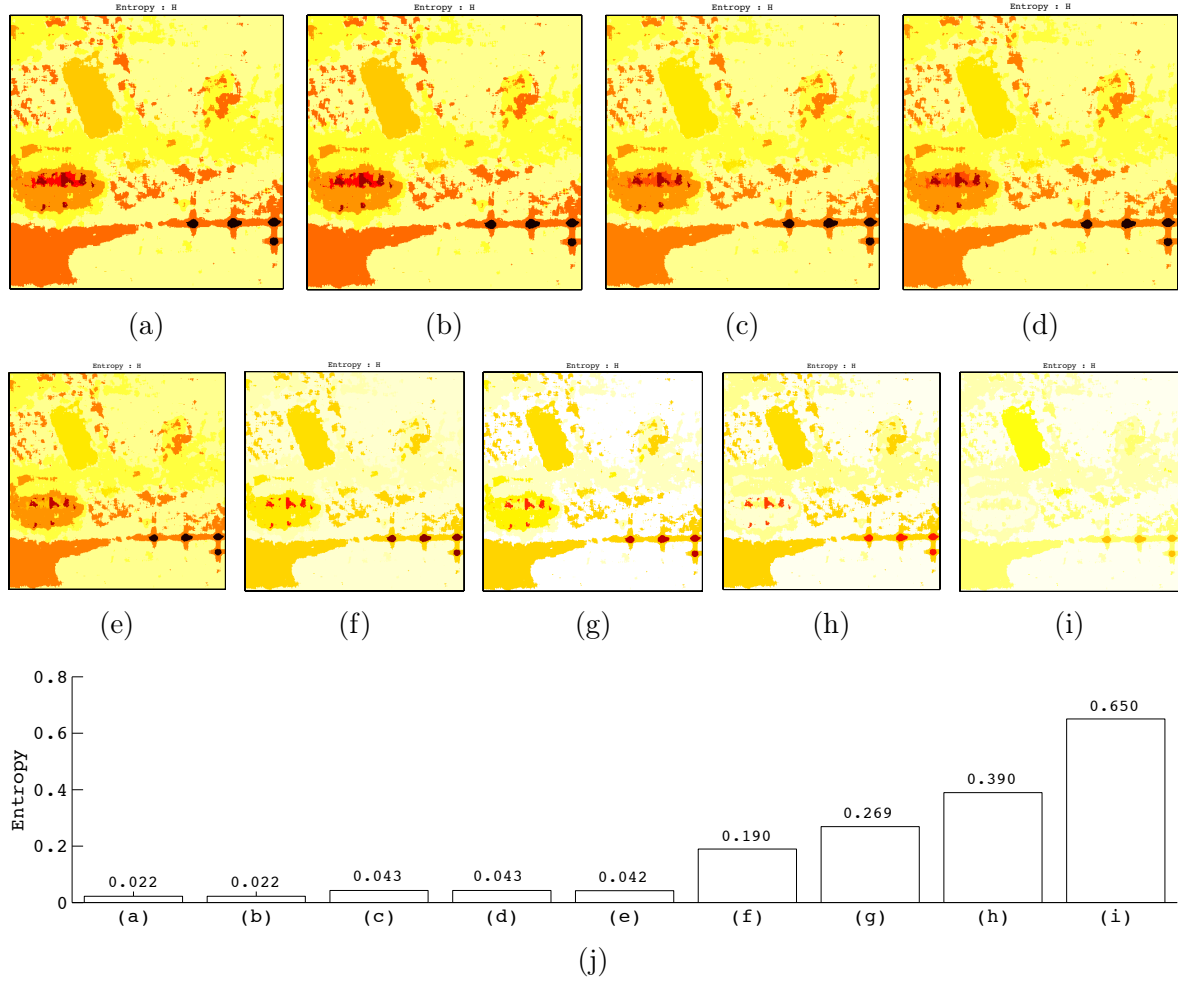 Entropy : H Entropy : H Entropy : H Entropy : H
(a) (b) (c) (d)
Entropy : H Entropy : H Entropy : H Entropy : H Entropy : H
(e) (f) (g) (h) (i)
0.8
0.6
0.4
0.2
0
Entropy
0.022 0.022 0.043 0.043 0.042 0.190 0.269 0.390 0.650
(a) (b) (c) (d) (e) (f) (g) (h) (i)
(j)